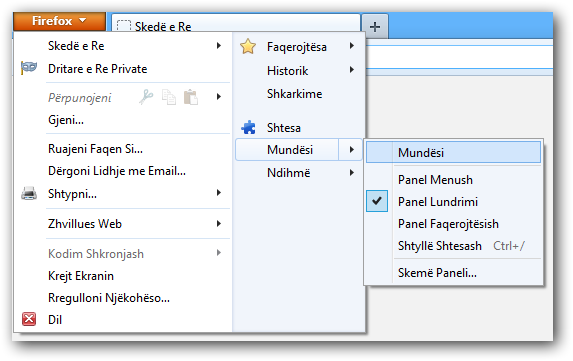 Firefox
Skedë e Re
Skedë e Re
Dritare e Re Private
Përpunojeni
Gjeni...
Ruajeni Faqen Si...
Dërgoni Lidhje me Email...
Shtypni...
Zhvillues Web
Kodim Shkronjash
Krejt Ekranin
Rregulloni Njëkohëso...
Dil
Faqerojtësa
Historik
Shkarkime
Shtesa
Mundësi
Ndihmë
Mundësi
Panel Menush
Panel Lundrimi
Panel Faqerojtësish
Shtyllë Shtesash Ctrl+/
Skemë Paneli...